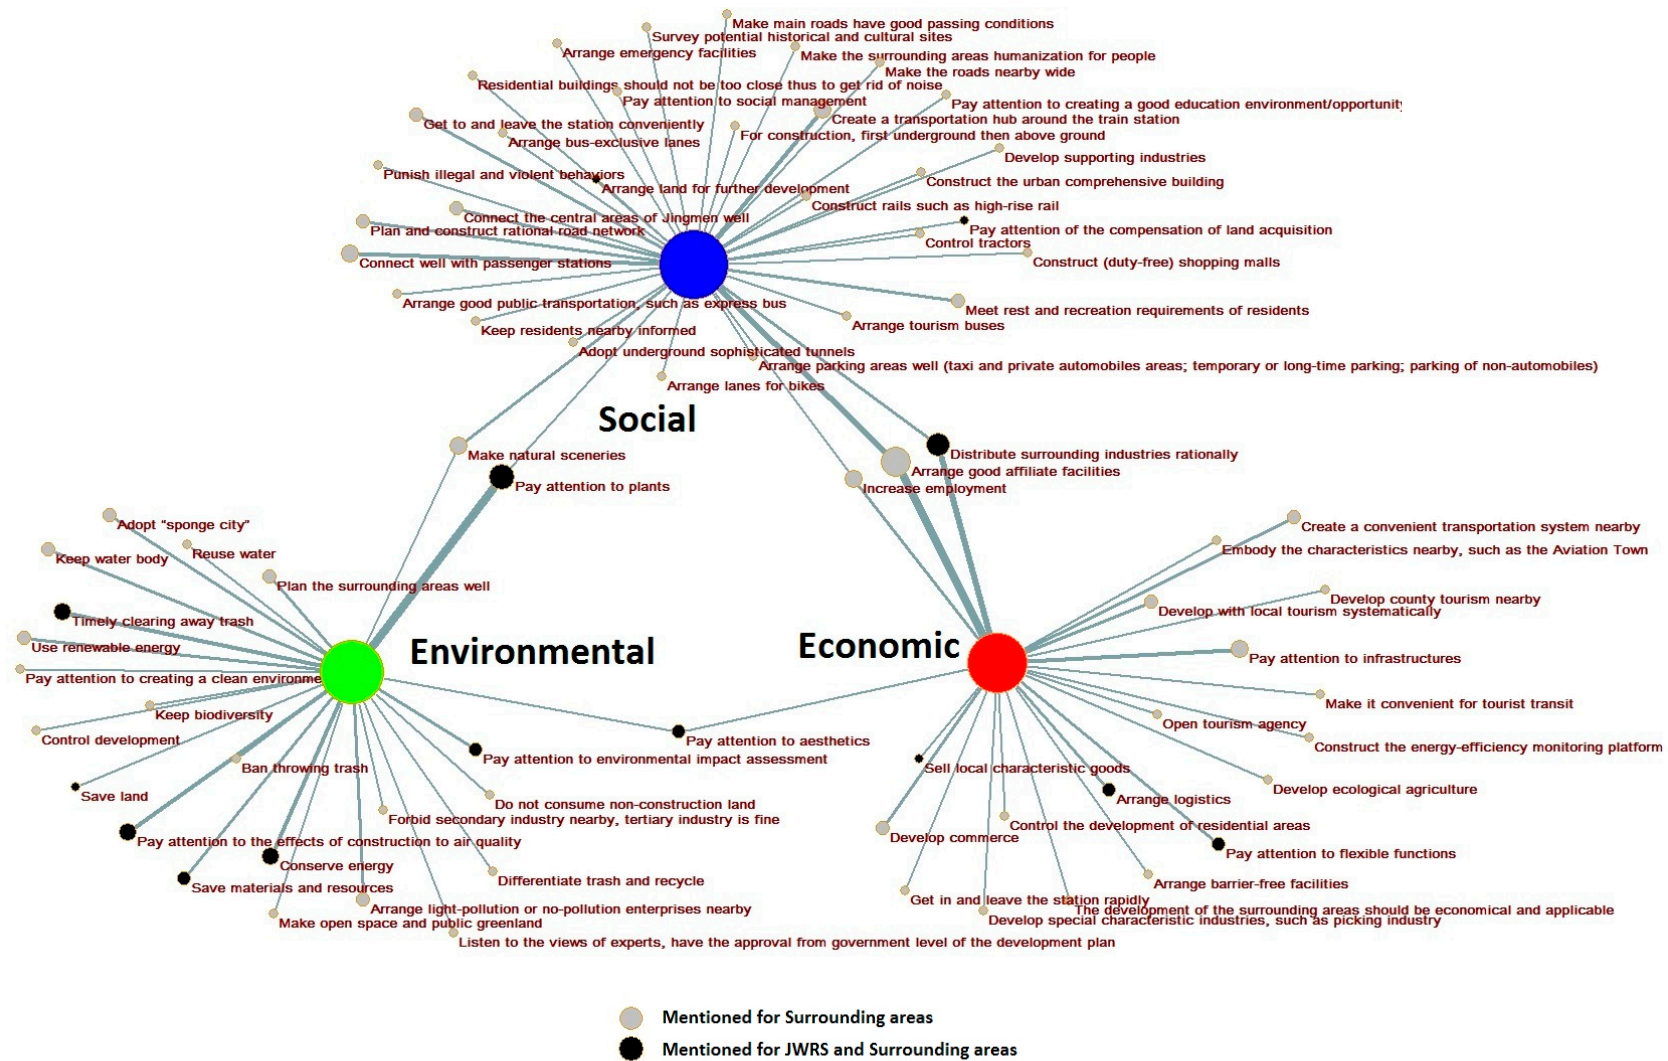 Make main roads have good passing conditions
Survey potential historical and cultural sites
Arrange emergency facilities
Make the surrounding areas humanization for people
Make the roads nearby wide
Residential buildings should not be too close thus to get rid of noise
Pay attention to social management
Pay attention to creating a good education environment/opportunity
Create a transportation hub around the train station
Get to and leave the station conveniently
For construction, first underground then above ground
Arrange bus-exclusive lanes
Develop supporting industries
Punish illegal and violent behaviors
Construct the urban comprehensive building
Arrange land for further development
Construct rails such as high-rise rail
Connect the central areas of Jingmen well
Plan and construct rational road network
Pay attention of the compensation of land acquisition
Control tractors
Connect well with passenger stations
Construct (duty-free) shopping malls
Arrange good public transportation, such as express bus
Meet rest and recreation requirements of residents
Arrange tourism buses
Keep residents nearby informed
Adopt underground sophisticated tunnels
Arrange parking areas well (taxi and private automobiles areas; temporary or long-time parking; parking of non-automobiles)
Arrange lanes for bikes
Social
Make natural sceneries
Distribute surrounding industries rationally
Arrange good affiliate facilities
Pay attention to plants
Increase employment
Adopt "sponge city"
Create a convenient transportation system nearby
Reuse water
Keep water body
Embody the characteristics nearby, such as the Aviation Town
Plan the surrounding areas well
Develop county tourism nearby
Develop with local tourism systematically
Timely clearing away trash
Use renewable energy
Environmental
Economic
Pay attention to infrastructures
Pay attention to creating a clean environme
Make it convenient for tourist transit
Keep biodiversity
Open tourism agency
Control development
Pay attention to aesthetics
Construct the energy-efficiency monitoring platform
Pay attention to environmental impact assessment
Ban throwing trash
Sell local characteristic goods
Develop ecological agriculture
Save land
Arrange logistics
Do not consume non-construction land
Forbid secondary industry nearby, tertiary industry is fine
Control the development of residential areas
Pay attention to the effects of construction to air quality
Develop commerce
Pay attention to flexible functions
Conserve energy
Differentiate trash and recycle
Arrange barrier-free facilities
Save materials and resources
Get in and leave the station rapidly
Arrange light-pollution or no-pollution enterprises nearby
The development of the surrounding areas should be economical and applicable
Make open space and public greenland
Develop special characteristic industries, such as picking industry
Listen to the views of experts, have the approval from government level of the development plan
Mentioned for Surrounding areas
Mentioned for JWRS and Surrounding areas